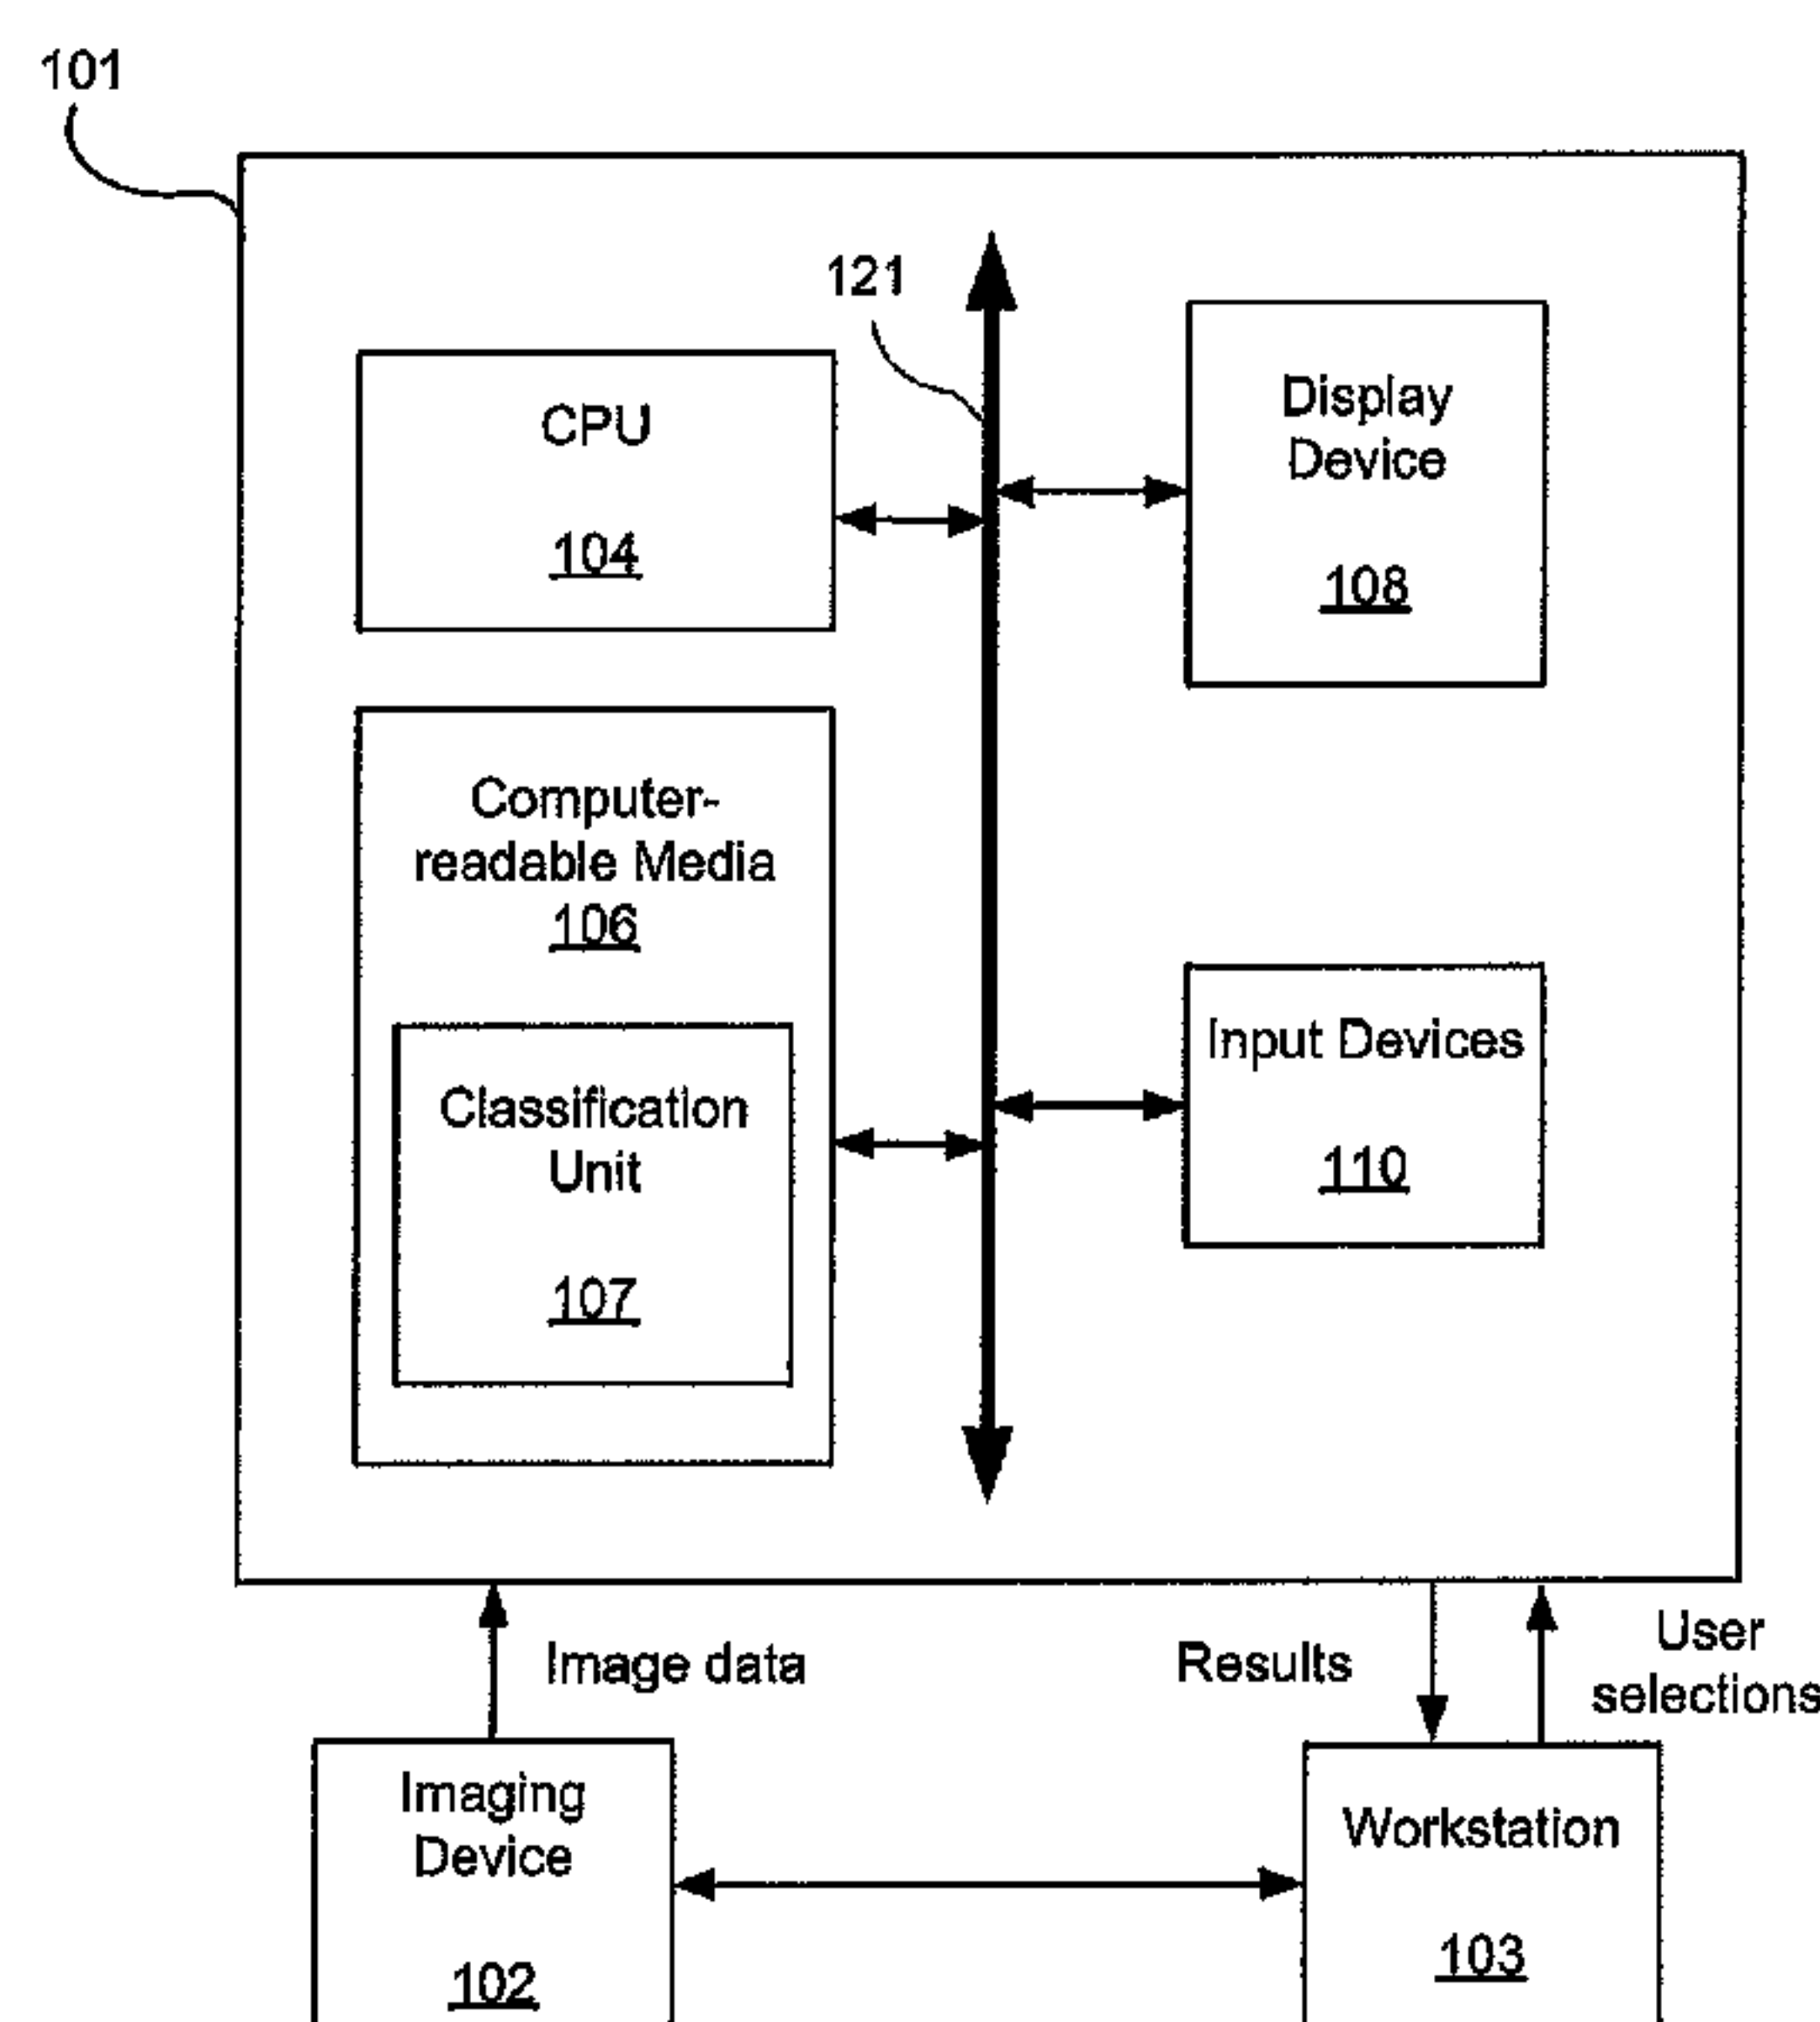 101
121
CPU
104
Display
Device
108
Computer-
readable Media
106
Classification
Unit
107
Input Devices
110
Image data
Results
User
selections
Imaging
Device
102
Workstation
103